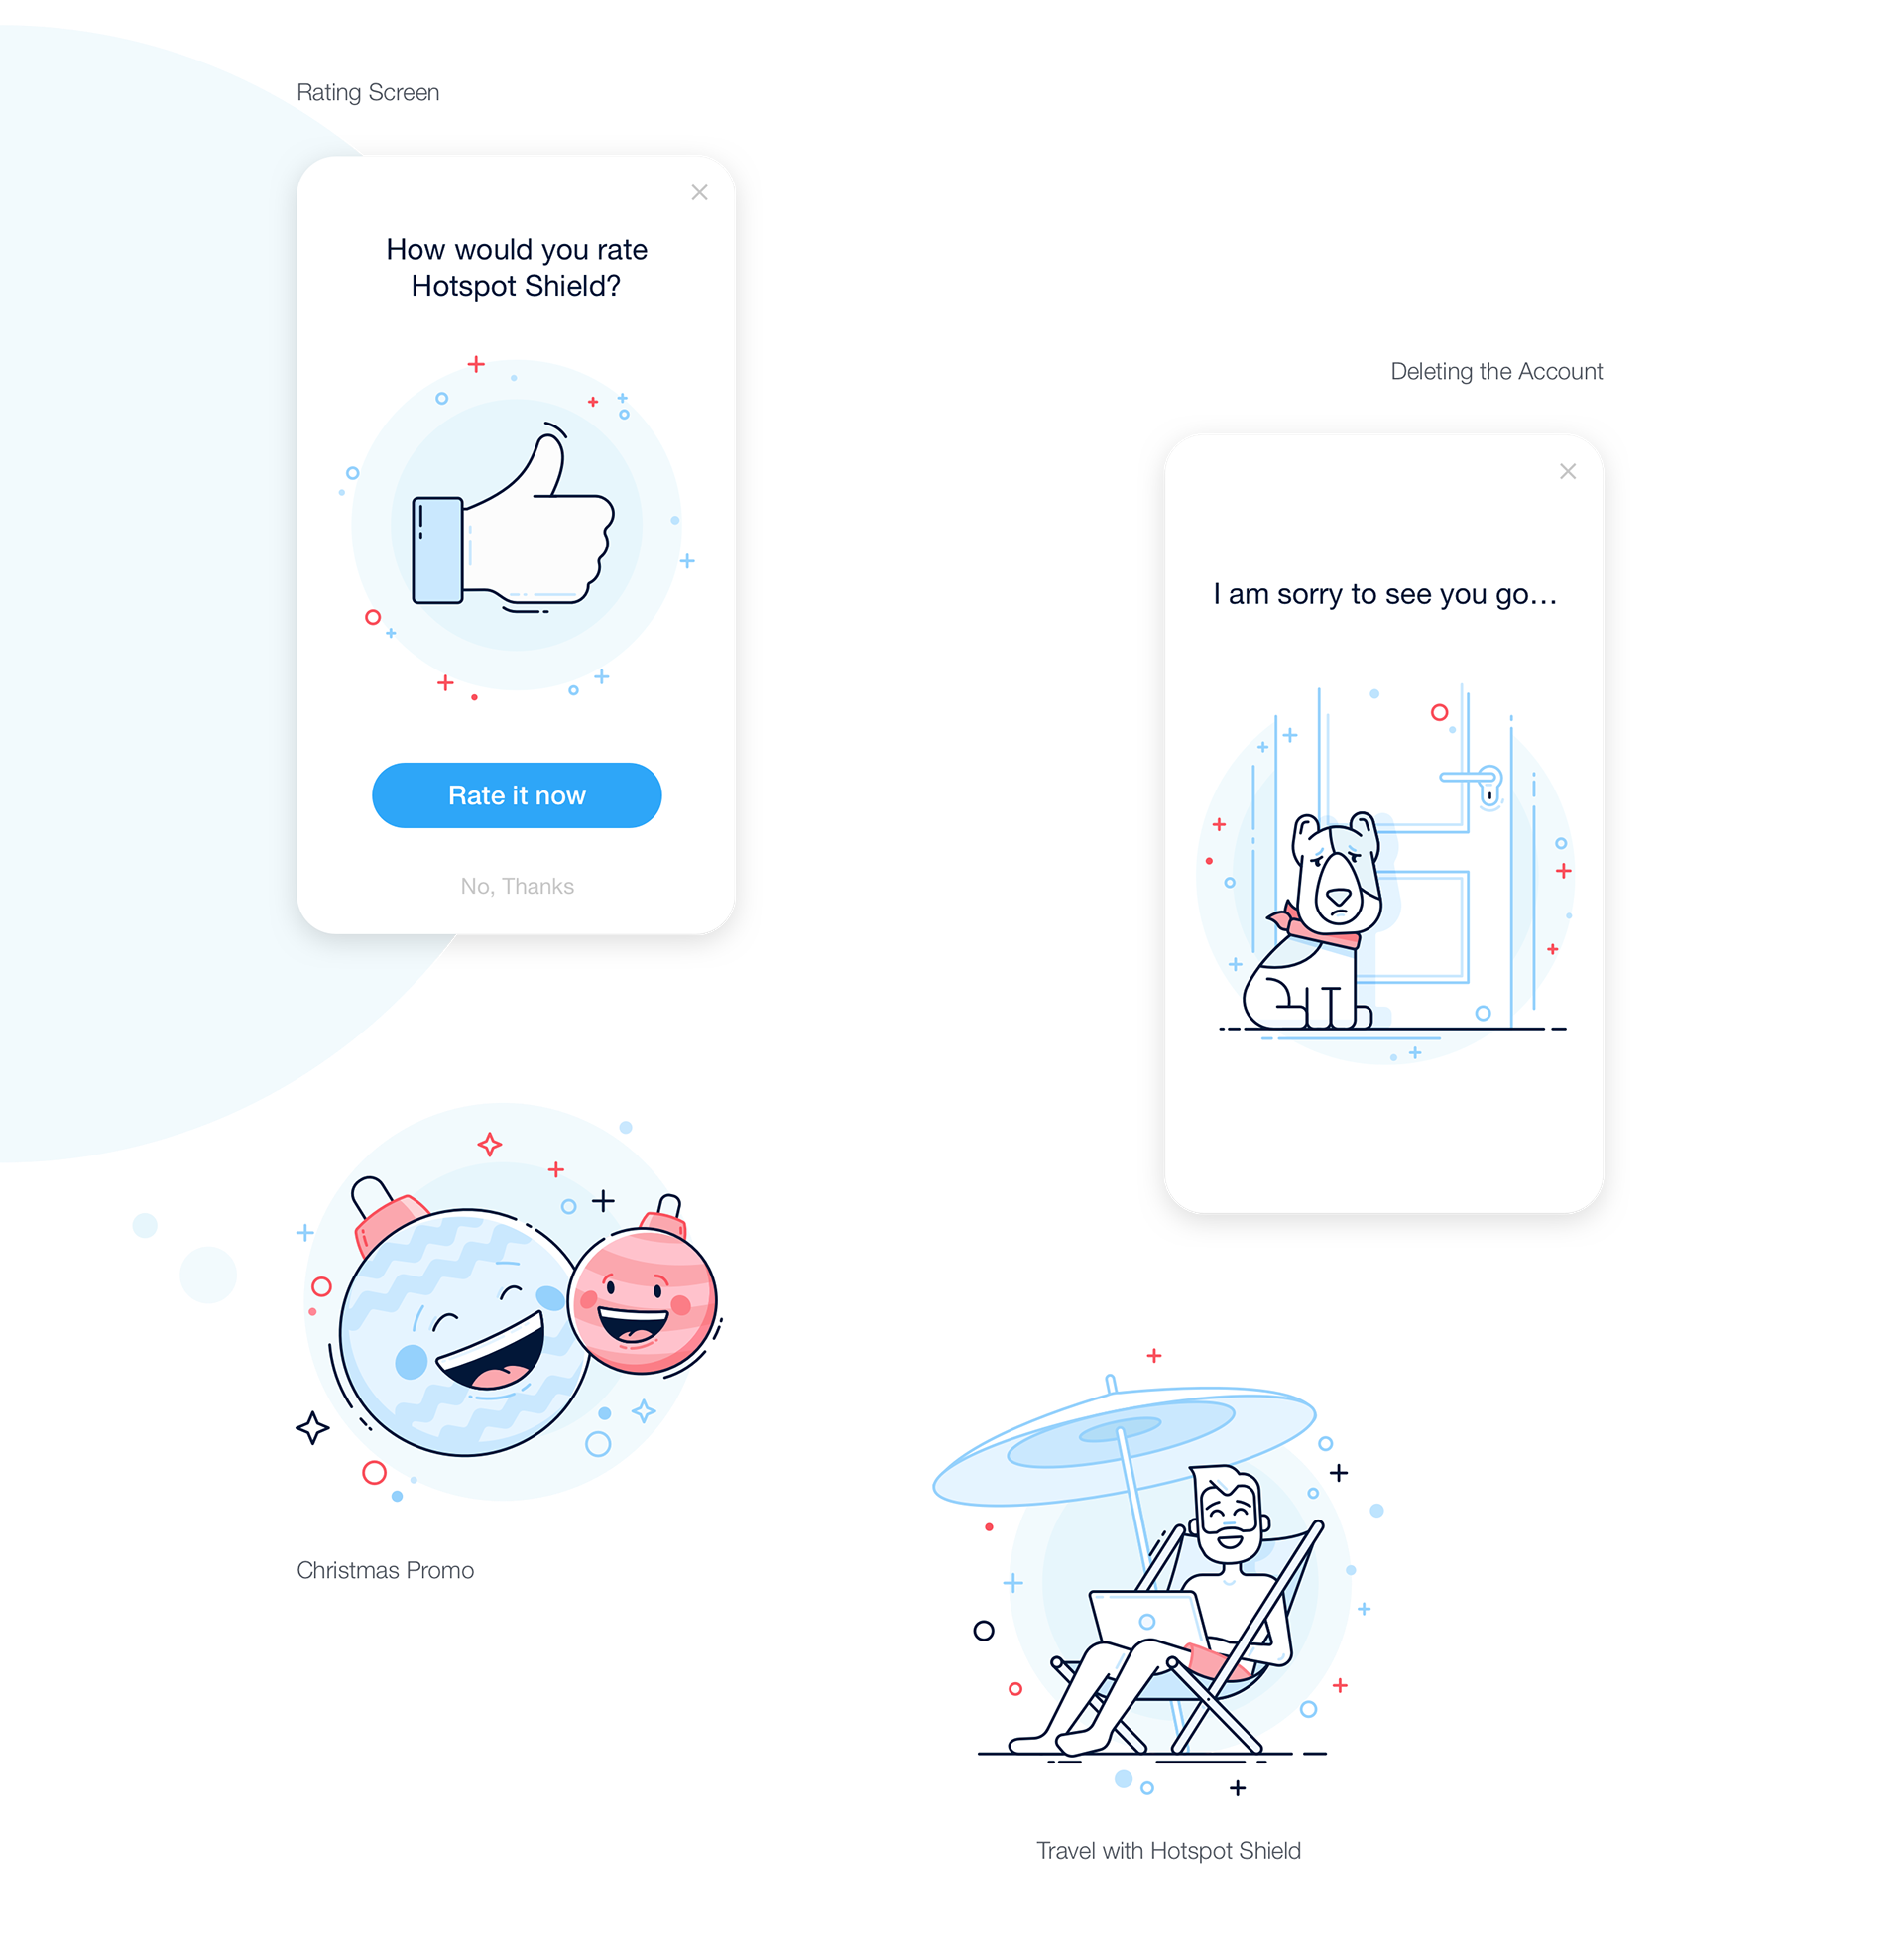 Rating Screen
How would you rate
Hotspot Shield?
Rate it now
No, Thanks
Deleting the Account
I am sorry to see you go…
Christmas Promo
Travel with Hotspot Shield